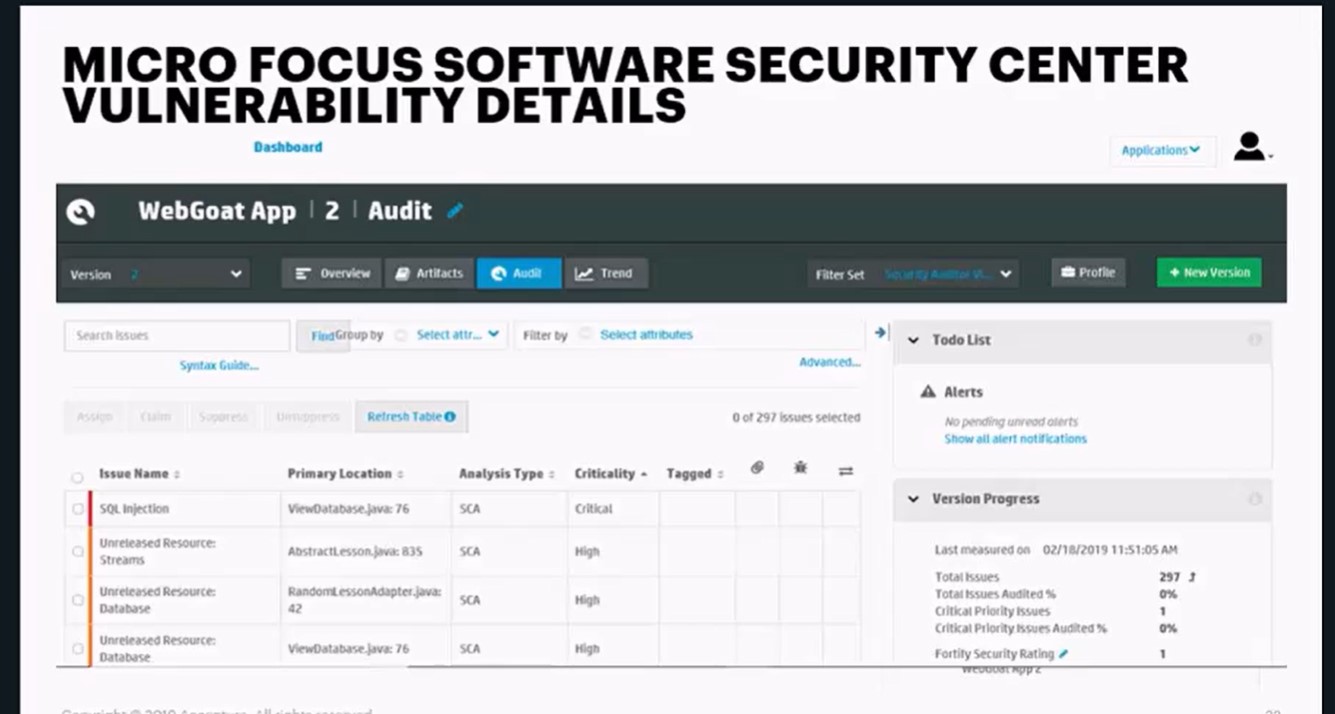 MICRO FOCUS SOFTWARE SECURITY CENTER
VULNERABILITY DETAILS
Dashboard
Applications
WebGoat App | 2 | Audit
Version 2
Overview
Artifacts
Audit
Trend
Filter Set Security Auditor Vi...
Profile
+ New Version
Search Issues
Find
Group by
Select attr...
Filter by
Select attributes
Syntax Guide...
Advanced...
Assign
Claim
Suppress
Unsuppress
Refresh Table
0 of 297 issues selected
Issue Name Primary Location Analysis Type Criticality Tagged
SQL Injection ViewDatabase.java: 76 SCA Critical
Unreleased Resource:
Streams
AbstractLesson.java: 835 SCA High
Unreleased Resource:
Database
RandomLessonAdapter.java:
42
SCA High
Unreleased Resource:
Database
ViewDatabase.java: 76 SCA High
Todo List
Alerts
No pending unread alerts
Show all alert notifications
Version Progress
Last measured on 02/18/2019 11:51:05 AM
Total Issues 297
Total Issues Audited % 0%
Critical Priority Issues 1
Critical Priority Issues Audited % 0%
Fortify Security Rating 1
WebGoat App 2
Copyright © 2019 Accenture. All rights reserved.